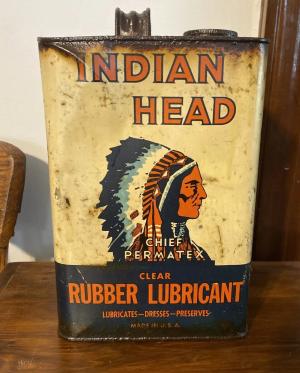 INDIAN
HEAD
CHIEF
PERMATEX
CLEAR
RUBBER LUBRICANT
LUBRICATES—DRESSES—PRESERVES
MADE IN U.S.A.